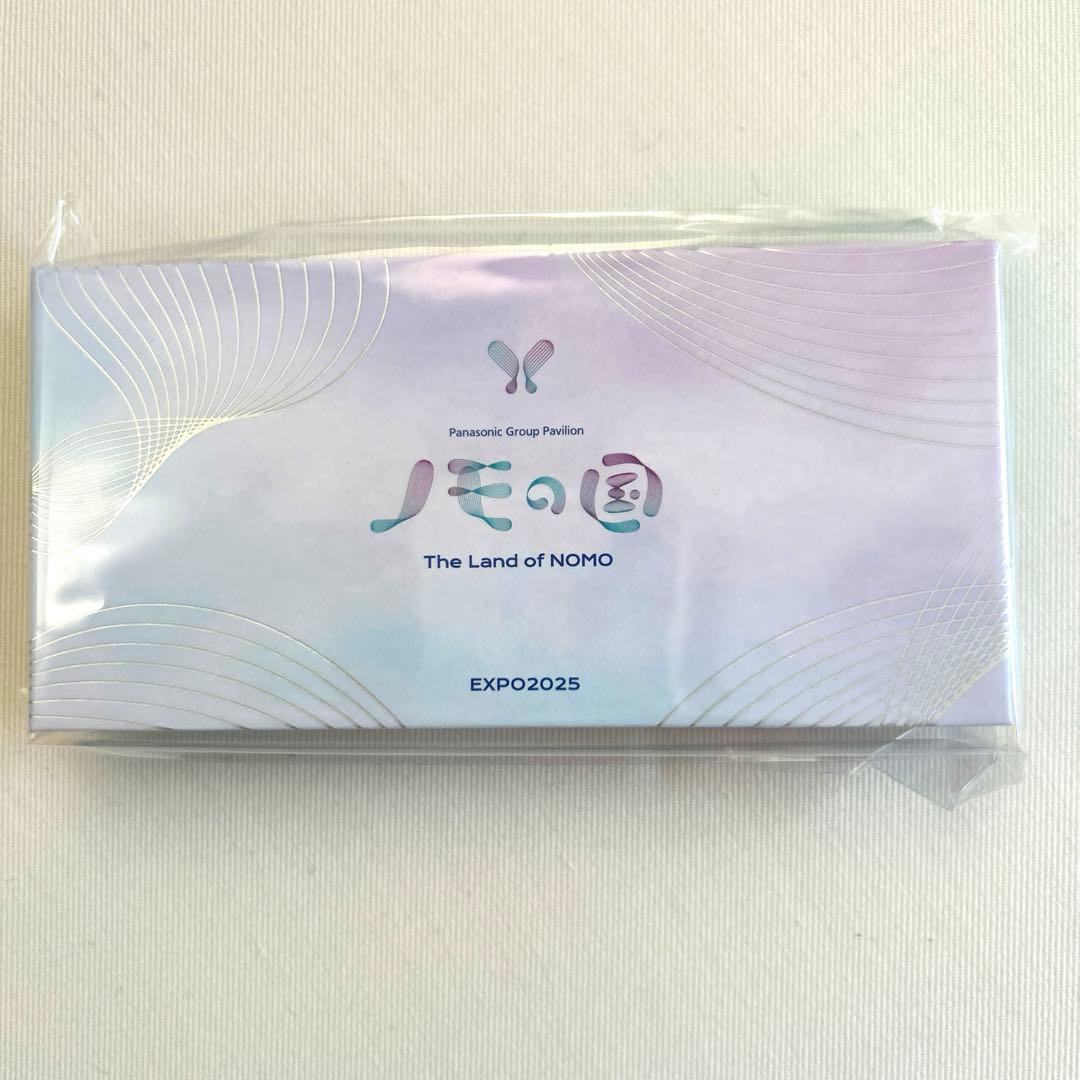 Panasonic Group Pavilion
ノモの国
The Land of NOMO
EXPO2025